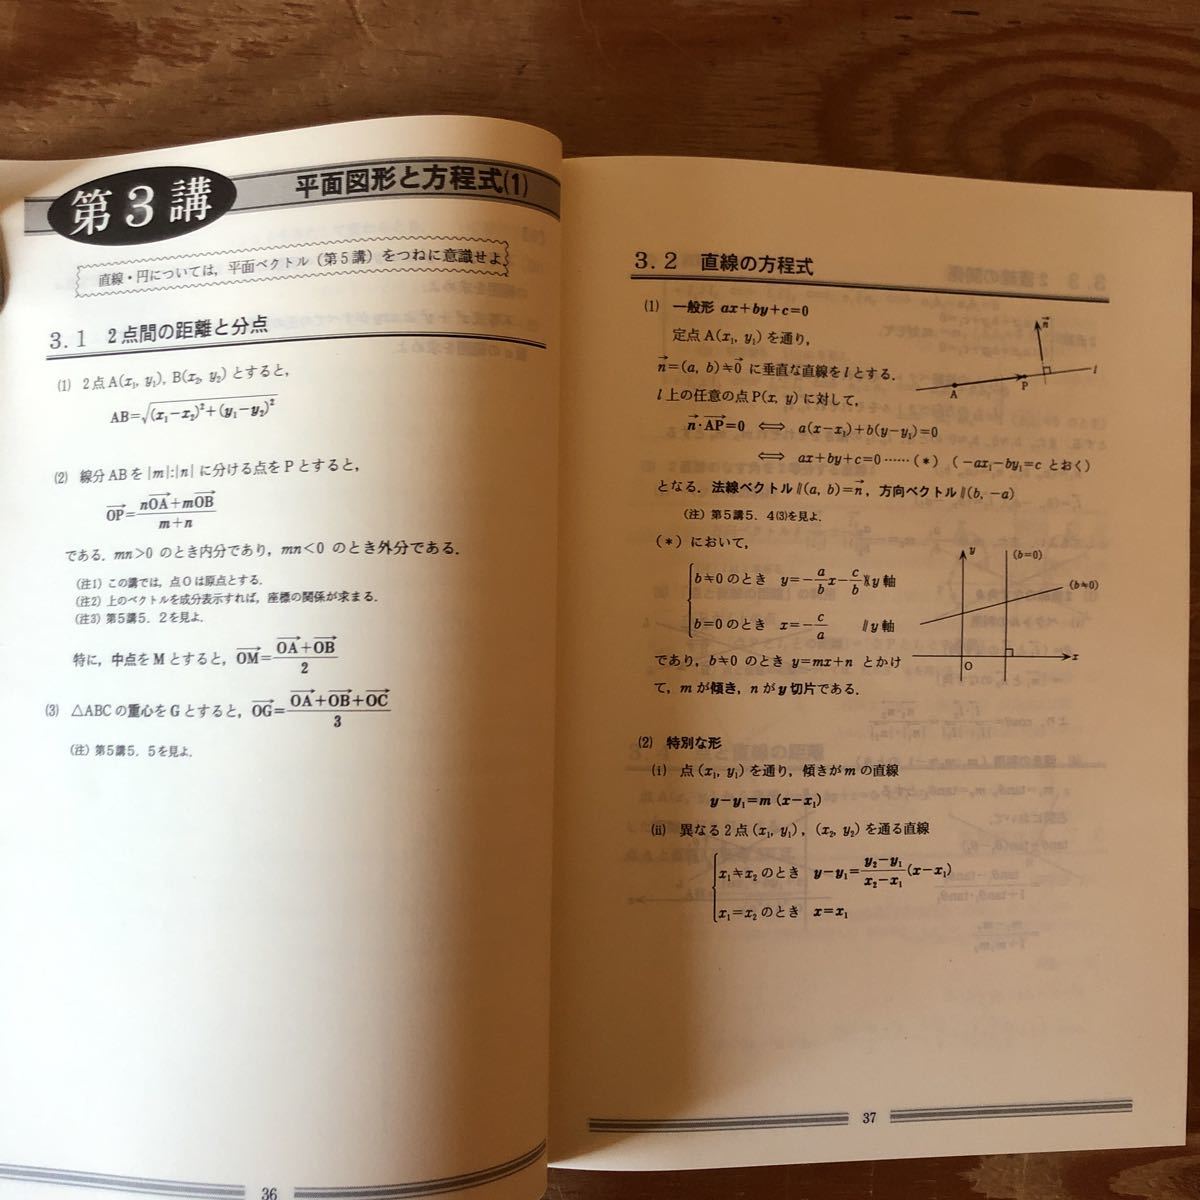 第3講 平面図形と方程式(1)
直線・円については，平面ベクトル（第5講）をつねに意識せよ
3.1 2点間の距離と分点
(1) 2点A(x₁, y₁), B(x₂, y₂)とすると，
AB=√((x₁−x₂)²+(y₁−y₂)²)
(2) 線分ABを|m|:|n|に分ける点をPとすると，
OP→=(nOA→+mOB→)/(m+n)
である．mn>0のとき内分であり，mn<0のとき外分である．
(注1) この講では，点Oは原点とする．
(注2) 上のベクトルを成分表示すれば，座標の関係が求まる．
(注3) 第5講5．2を見よ．
特に，中点をMとすると，OM→=(OA→+OB→)/2
(3) △ABCの重心をGとすると，OG→=(OA→+OB→+OC→)/3
(注) 第5講5．5を見よ．
36
3.2 直線の方程式
(1) 一般形 ax+by+c=0
定点A(x₁, y₁)を通り，
n→=(a, b)≠0→に垂直な直線をlとする．
l上の任意の点P(x, y)に対して，
n→·AP→=0 ⟺ a(x−x₁)+b(y−y₁)=0
⟺ ax+by+c=0……(*) (−ax₁−by₁=c とおく)
となる．法線ベクトル∥(a, b)=n→，方向ベクトル∥(b, −a)
(注) 第5講5．4(3)を見よ．
(*)において，
b≠0のとき y=−(a/b)x−c/b ∦y軸
b=0のとき x=−c/a ∥y軸
であり，b≠0のとき y=mx+n とかけ
て，mが傾き，nがy切片である．
n→
A
P
l
y
(b=0)
(b≠0)
O
x
(2) 特別な形
(i) 点(x₁, y₁)を通り，傾きがmの直線
y−y₁=m(x−x₁)
(ii) 異なる2点(x₁, y₁)，(x₂, y₂)を通る直線
x₁≠x₂のとき y−y₁=(y₂−y₁)/(x₂−x₁)(x−x₁)
x₁=x₂のとき x=x₁
37